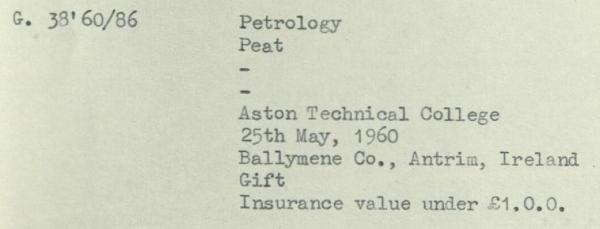 G. 38'60/86 Petrology
Peat
-
-
Aston Technical College
25th May, 1960
Ballymene Co., Antrim, Ireland
Gift
Insurance value under £1.0.0.